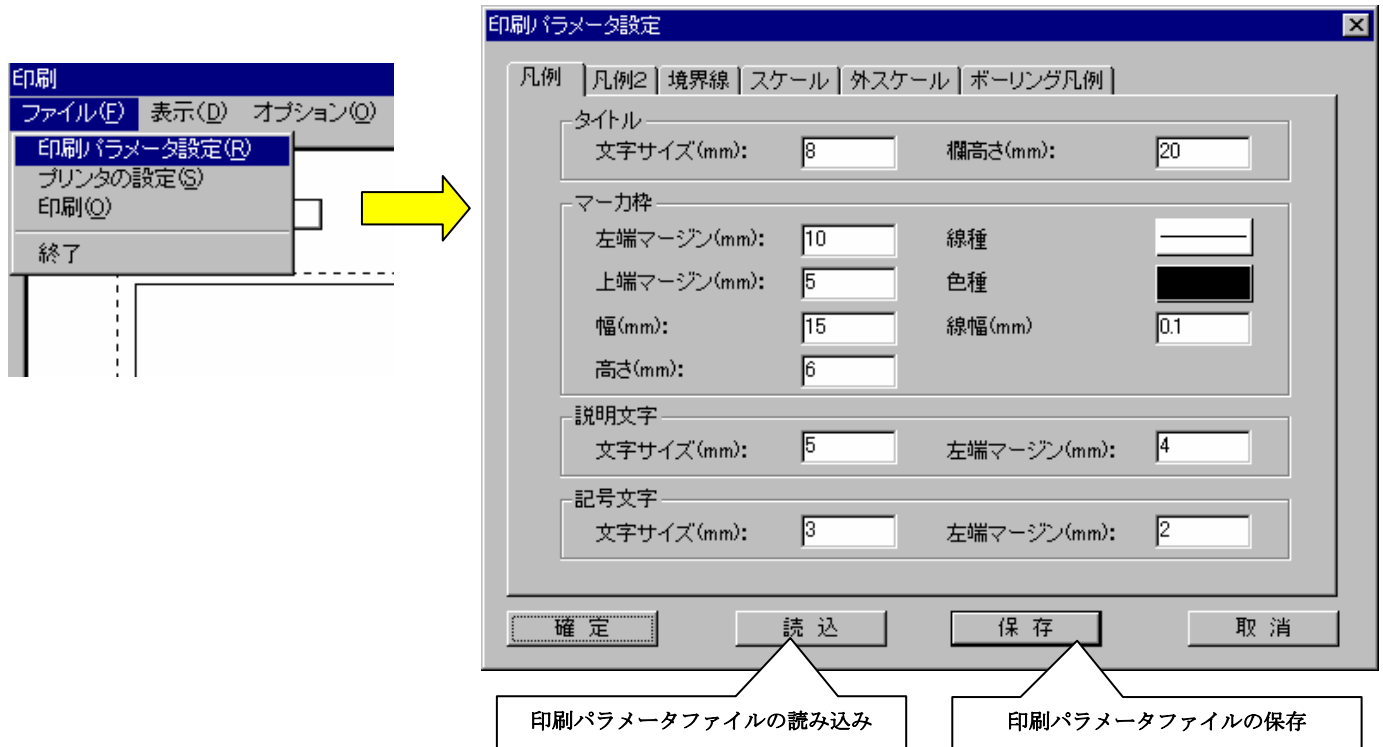 印刷
ファイル(F) 表示(D) オプション(O)
印刷パラメータ設定(R)
プリンタの設定(S)
印刷(O)
終了
印刷パラメータ設定
凡例 凡例2 境界線 スケール 外スケール ボーリング凡例
タイトル
文字サイズ(mm): 8 欄高さ(mm): 20
マーカ枠
左端マージン(mm): 10 線種
上端マージン(mm): 5 色種
幅(mm): 15 線幅(mm) 0.1
高さ(mm): 6
説明文字
文字サイズ(mm): 5 左端マージン(mm): 4
記号文字
文字サイズ(mm): 3 左端マージン(mm): 2
確 定 読 込 保 存 取 消
印刷パラメータファイルの読み込み 印刷パラメータファイルの保存